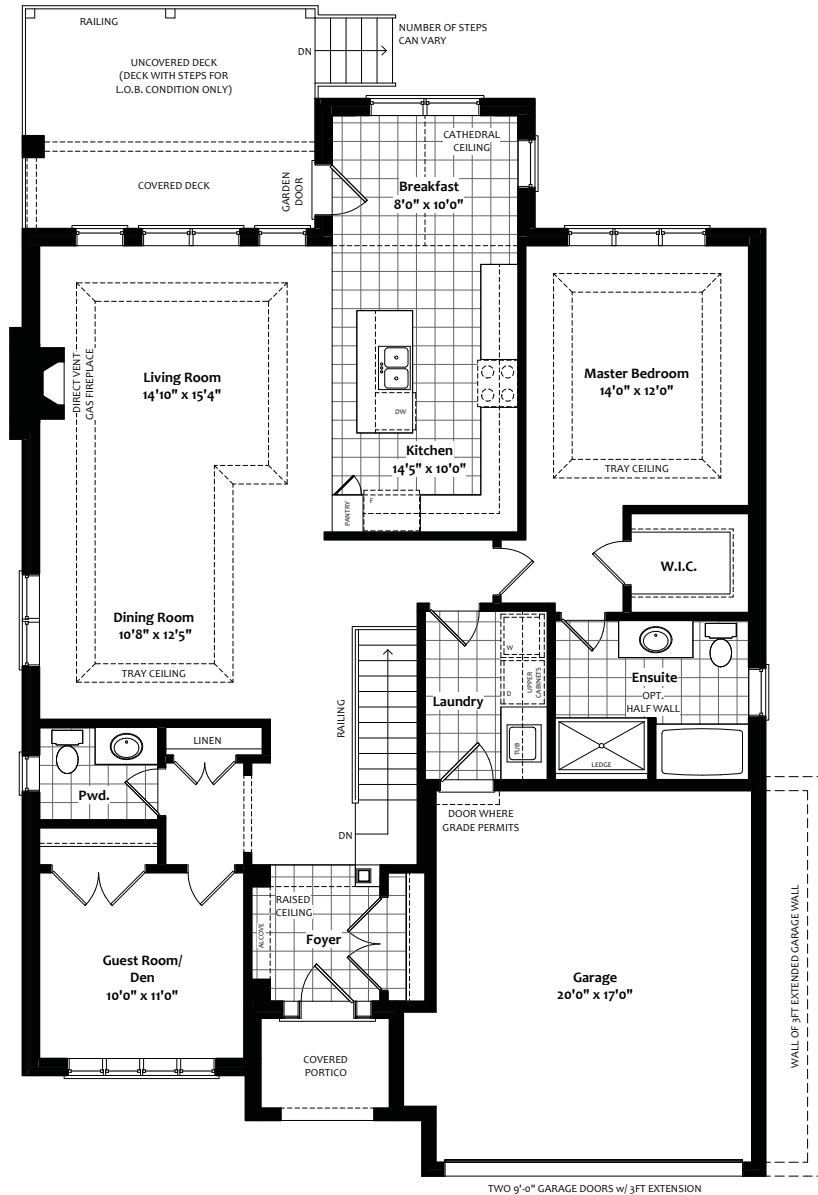 RAILING
NUMBER OF STEPS
CAN VARY
DN
UNCOVERED DECK
(DECK WITH STEPS FOR
L.O.B. CONDITION ONLY)
CATHEDRAL
CEILING
COVERED DECK
GARDEN
DOOR
Breakfast
8'0" x 10'0"
DIRECT VENT
GAS FIREPLACE
Living Room
14'10" x 15'4"
Master Bedroom
14'0" x 12'0"
DW
Kitchen
14'5" x 10'0"
TRAY CEILING
F
PANTRY
W.I.C.
Dining Room
10'8" x 12'5"
TRAY CEILING
W
D
UPPER
CABINETS
Laundry
TUB
Ensuite
OPT.
HALF WALL
LEDGE
RAILING
LINEN
Pwd.
DN
DOOR WHERE
GRADE PERMITS
RAISED
CEILING
ALCOVE
Foyer
Guest Room/
Den
10'0" x 11'0"
Garage
20'0" x 17'0"
WALL OF 3FT EXTENDED GARAGE WALL
COVERED
PORTICO
TWO 9'-0" GARAGE DOORS w/ 3FT EXTENSION